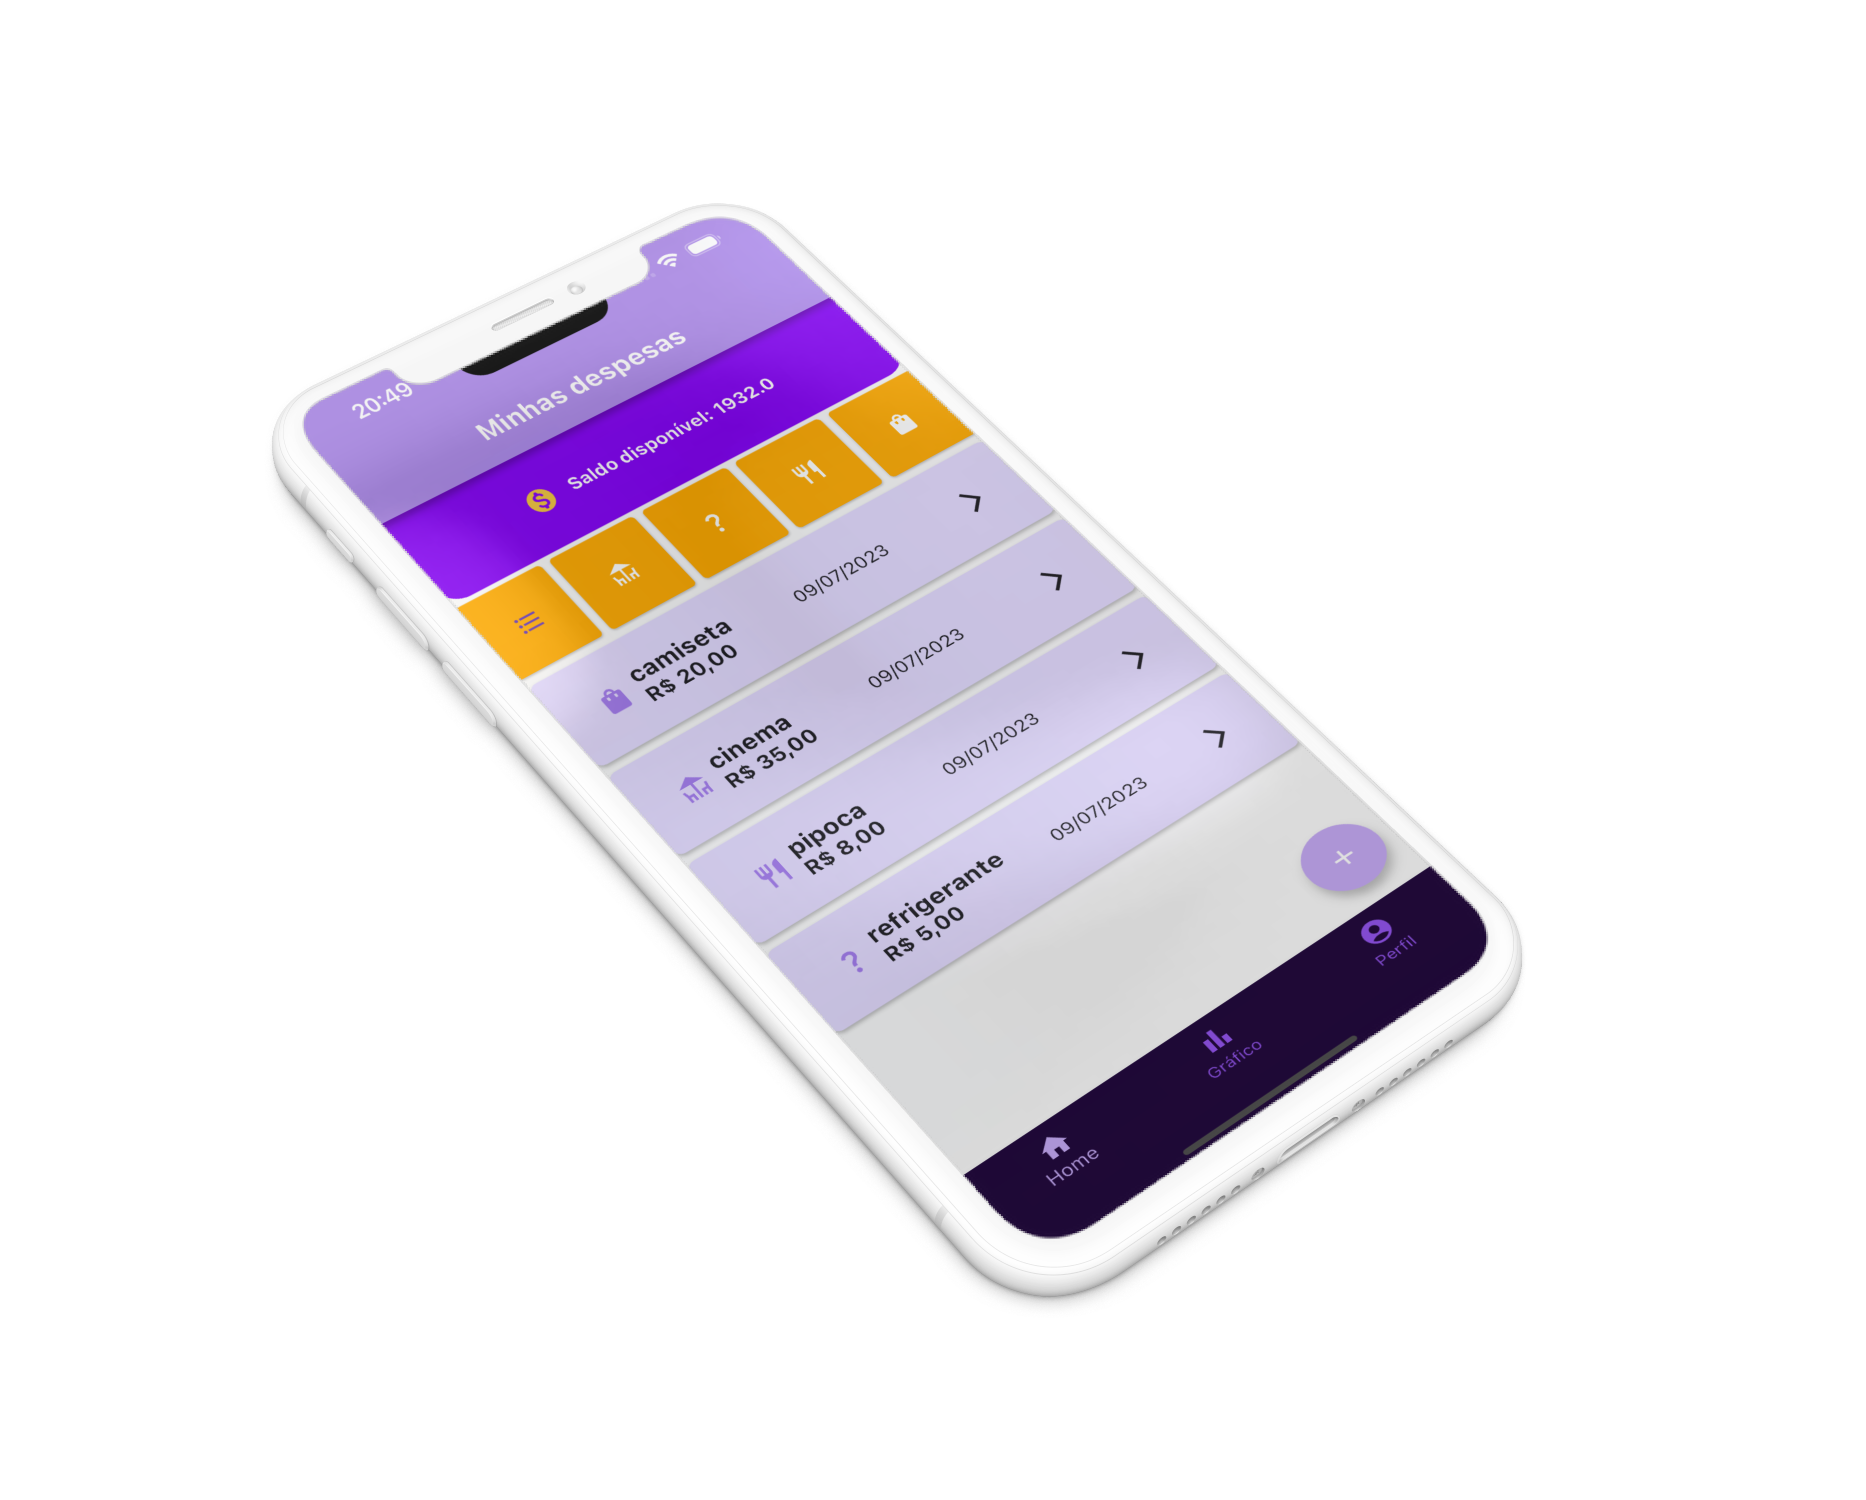 20:49
Minhas despesas
Saldo disponível: 1932.0
camiseta
R$ 20,00
09/07/2023
cinema
R$ 35,00
09/07/2023
pipoca
R$ 8,00
09/07/2023
refrigerante
R$ 5,00
09/07/2023
+
Home
Gráfico
Perfil